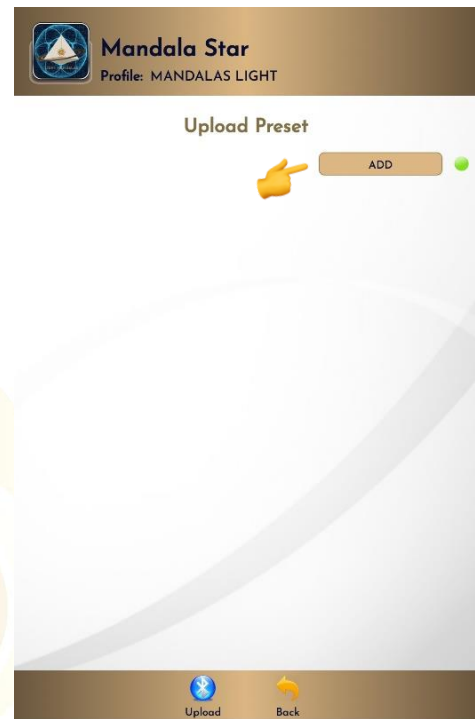 Mandala Star
Profile: MANDALAS LIGHT
Upload Preset
ADD
Upload
Back